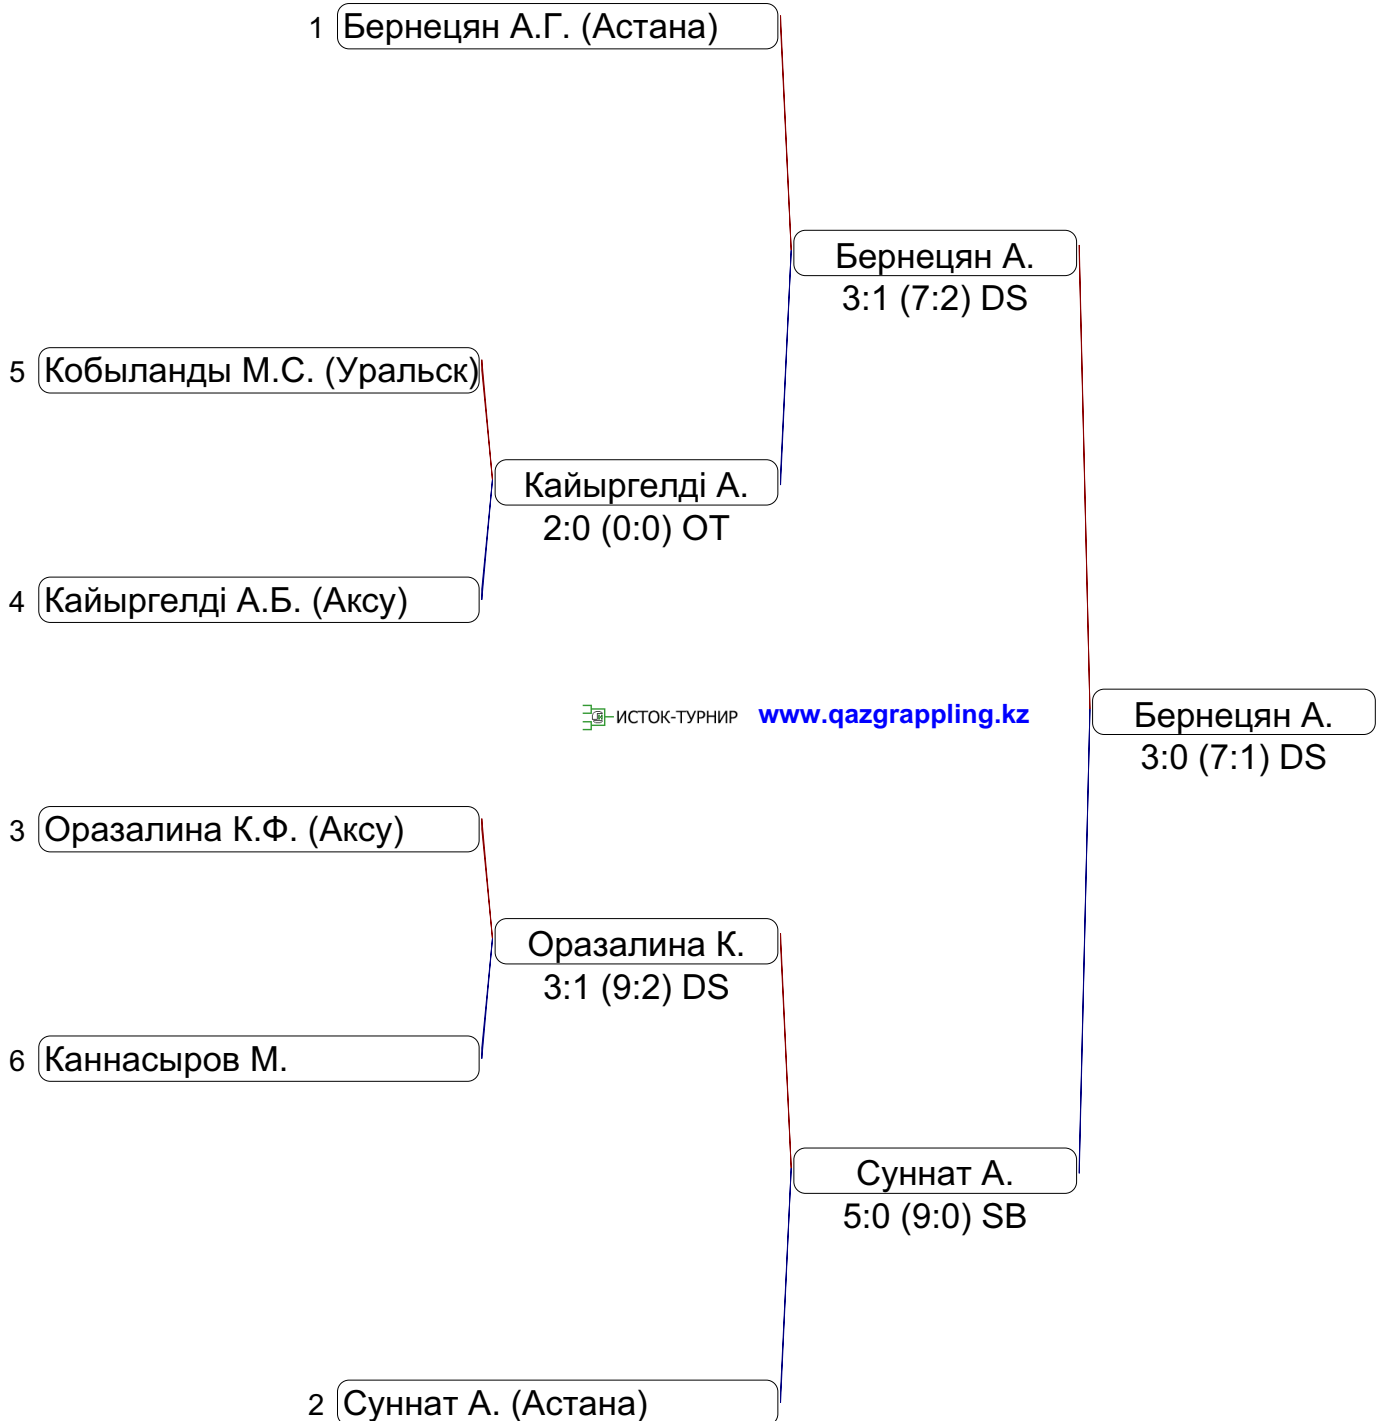 1 Бернецян А.Г. (Астана)
Бернецян А.
3:1 (7:2) DS
5 Кобыланды М.С. (Уральск)
Кайыргелді А.
2:0 (0:0) OT
4 Кайыргелді А.Б. (Аксу)
ИСТОК-ТУРНИР www.qazgrappling.kz
Бернецян А.
3:0 (7:1) DS
3 Оразалина К.Ф. (Аксу)
Оразалина К.
3:1 (9:2) DS
6 Каннасыров М.
Суннат А.
5:0 (9:0) SB
2 Суннат А. (Астана)